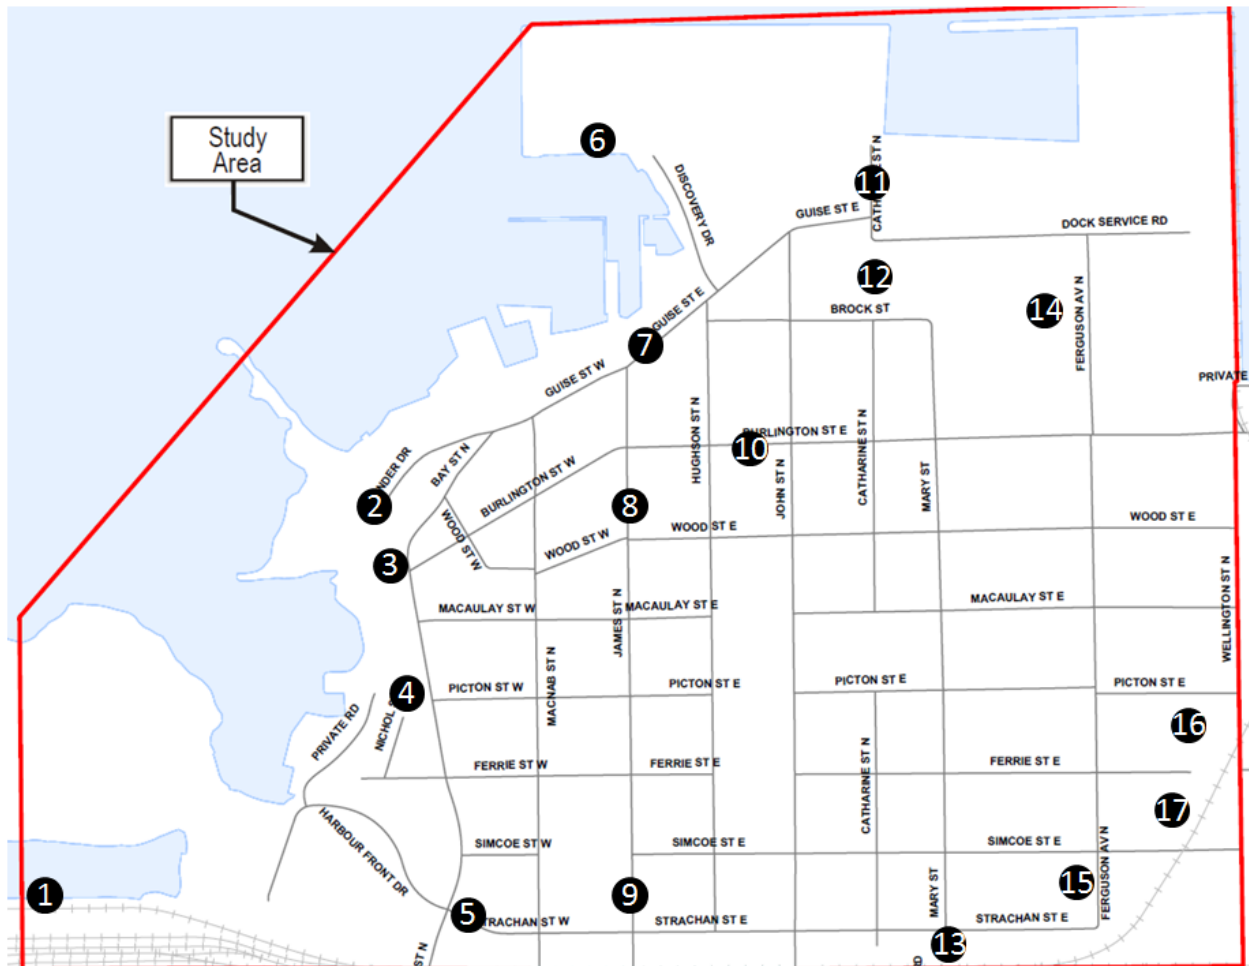 6
Study
Area
DISCOVERY DR
11
GUISE ST E
DOCK SERVICE RD
12
14
BROCK ST
GUISE ST E
7
FERGUSON AV N
GUISE ST W
PRIVATE
HUGHSON ST N
BURLINGTON ST E
10
CATHARINE ST N
BAY ST N
BURLINGTON ST W
JOHN ST N
MARY ST
2
8
WOOD ST W
WOOD ST E
WOOD ST E
WOOD ST W
3
MACAULAY ST W
MACAULAY ST E
MACAULAY ST E
JAMES ST N
WELLINGTON ST N
4
PICTON ST W
PICTON ST E
PICTON ST E
PICTON ST E
MACNAB ST N
PRIVATE RD
16
FERRIE ST W
FERRIE ST E
FERRIE ST E
CATHARINE ST N
17
HARBOUR FRONT DR
SIMCOE ST W
SIMCOE ST E
SIMCOE ST E
FERGUSON AV N
1
9
MARY ST
15
5
STRACHAN ST E
STRACHAN ST E
13
ST N
RD